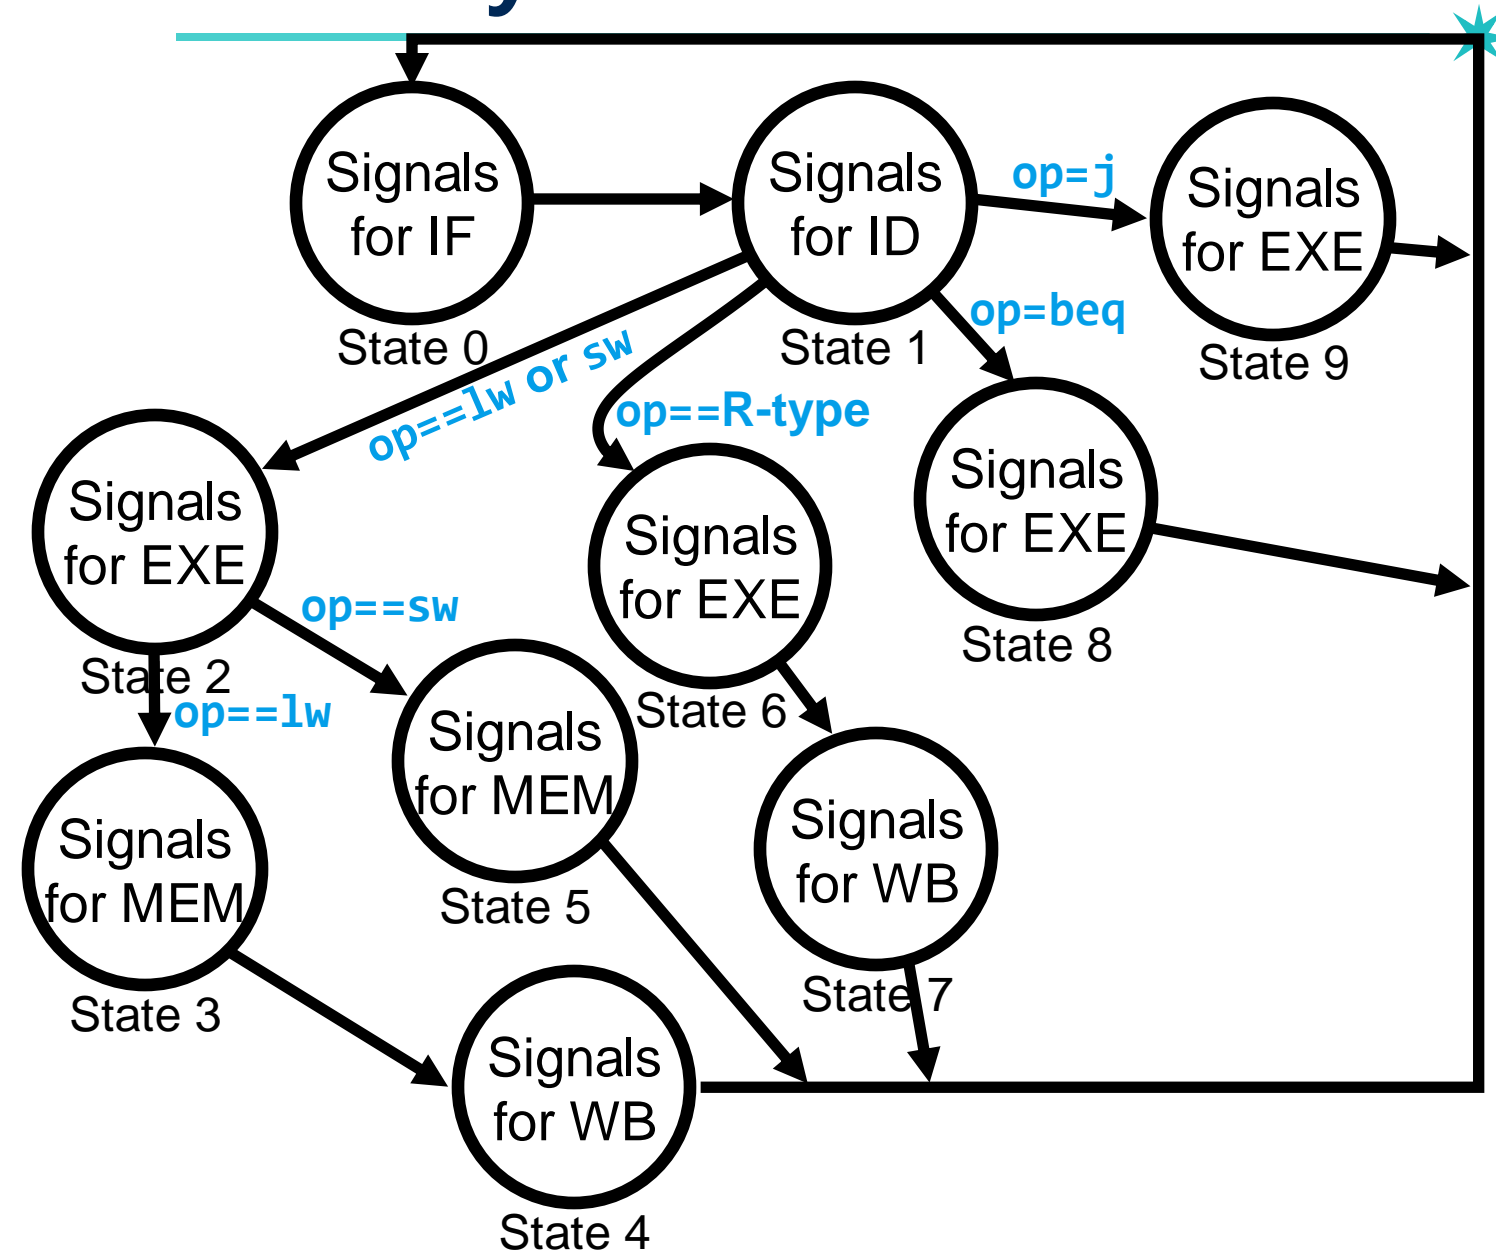 Signals
for IF
State 0
Signals
for ID
State 1
op=j
Signals
for EXE
State 9
op=beq
op==lw or sw
op==R-type
Signals
for EXE
State 2
Signals
for EXE
State 6
Signals
for EXE
State 8
op==sw
op==lw
Signals
for MEM
State 5
Signals
for MEM
State 3
Signals
for WB
State 7
Signals
for WB
State 4